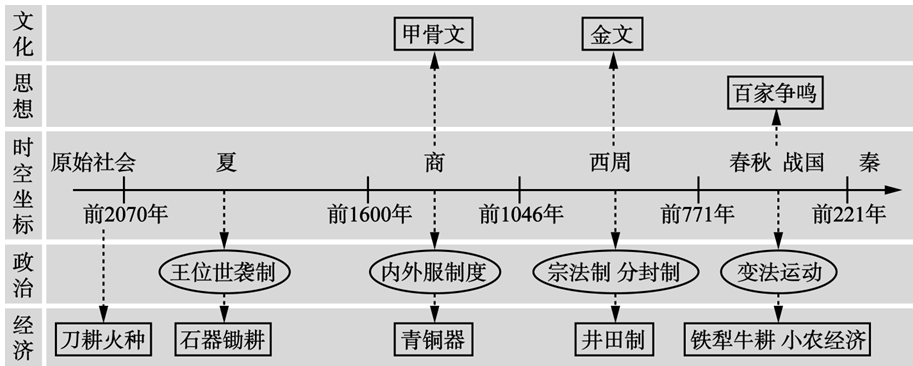 文化
甲骨文 金文
思想
百家争鸣
时空坐标
原始社会 夏 商 西周 春秋 战国 秦
前2070年 前1600年 前1046年 前771年 前221年
政治
王位世袭制 内外服制度 宗法制 分封制 变法运动
经济
刀耕火种 石器锄耕 青铜器 井田制 铁犁牛耕 小农经济